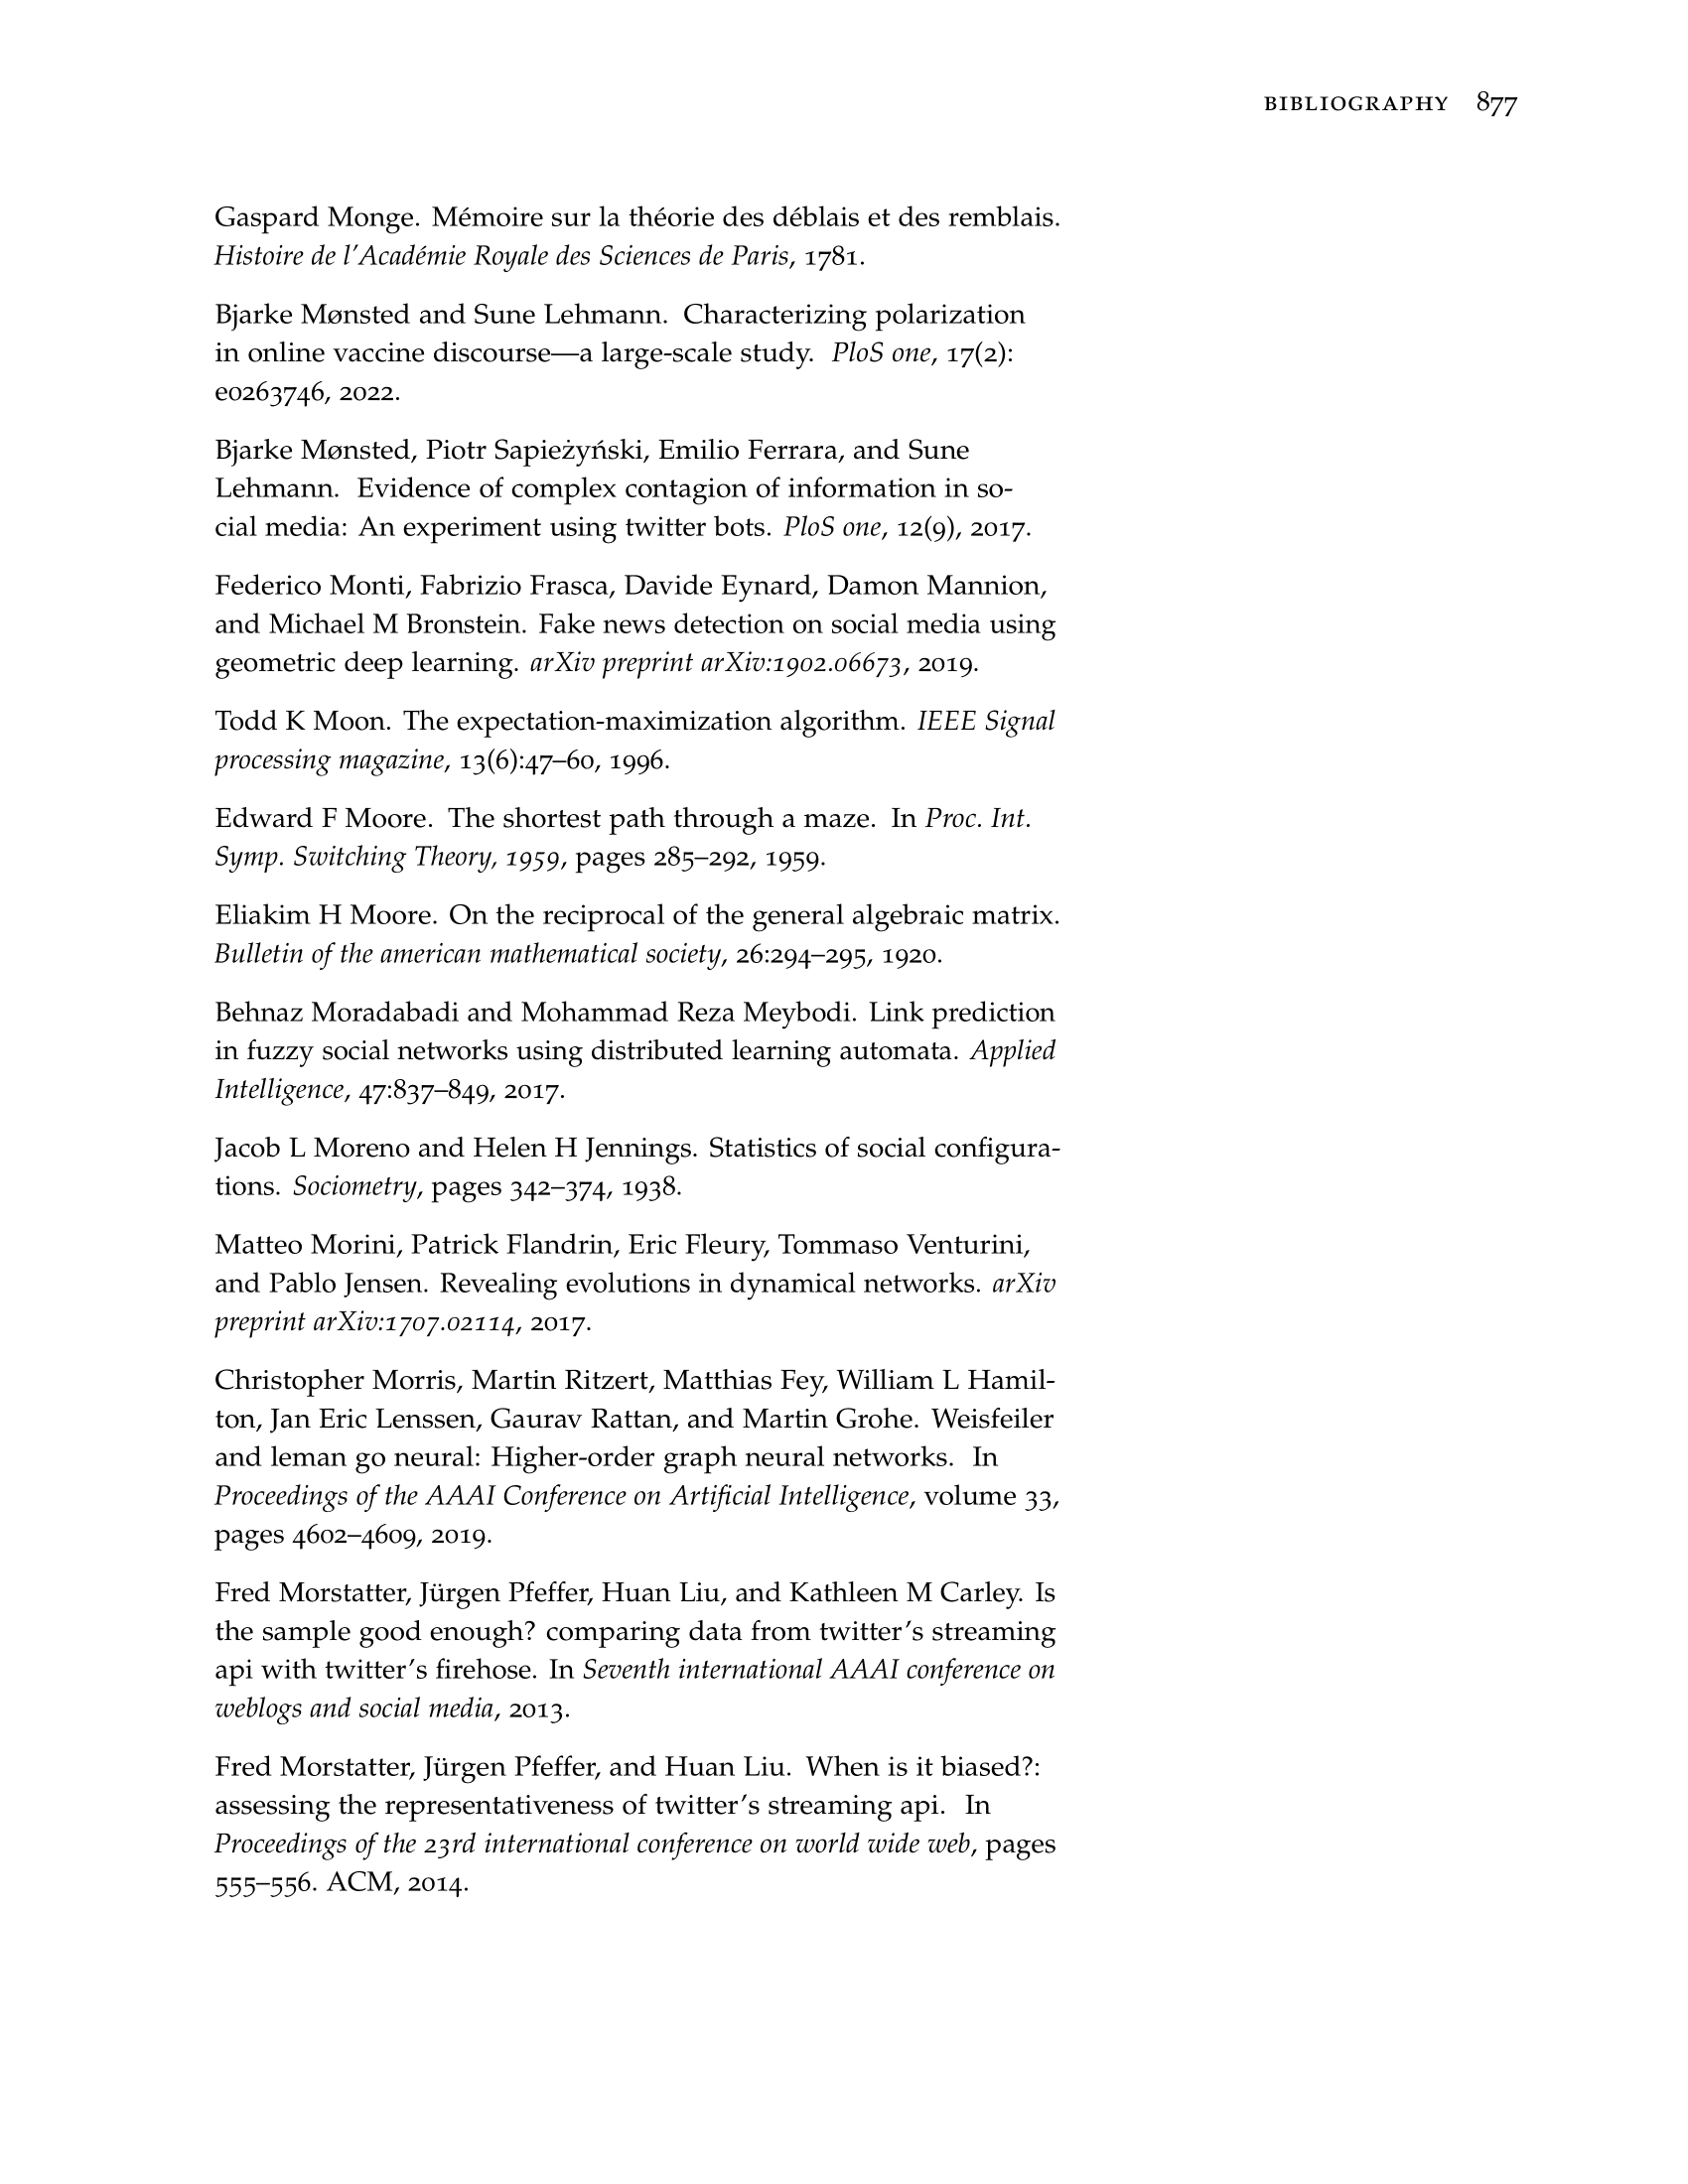 BIBLIOGRAPHY 877
Gaspard Monge. Mémoire sur la théorie des déblais et des remblais.
Histoire de l'Académie Royale des Sciences de Paris, 1781.
Bjarke Mønsted and Sune Lehmann. Characterizing polarization
in online vaccine discourse—a large-scale study. PloS one, 17(2):
e0263746, 2022.
Bjarke Mønsted, Piotr Sapieżyński, Emilio Ferrara, and Sune
Lehmann. Evidence of complex contagion of information in so-
cial media: An experiment using twitter bots. PloS one, 12(9), 2017.
Federico Monti, Fabrizio Frasca, Davide Eynard, Damon Mannion,
and Michael M Bronstein. Fake news detection on social media using
geometric deep learning. arXiv preprint arXiv:1902.06673, 2019.
Todd K Moon. The expectation-maximization algorithm. IEEE Signal
processing magazine, 13(6):47–60, 1996.
Edward F Moore. The shortest path through a maze. In Proc. Int.
Symp. Switching Theory, 1959, pages 285–292, 1959.
Eliakim H Moore. On the reciprocal of the general algebraic matrix.
Bulletin of the american mathematical society, 26:294–295, 1920.
Behnaz Moradabadi and Mohammad Reza Meybodi. Link prediction
in fuzzy social networks using distributed learning automata. Applied
Intelligence, 47:837–849, 2017.
Jacob L Moreno and Helen H Jennings. Statistics of social configura-
tions. Sociometry, pages 342–374, 1938.
Matteo Morini, Patrick Flandrin, Eric Fleury, Tommaso Venturini,
and Pablo Jensen. Revealing evolutions in dynamical networks. arXiv
preprint arXiv:1707.02114, 2017.
Christopher Morris, Martin Ritzert, Matthias Fey, William L Hamil-
ton, Jan Eric Lenssen, Gaurav Rattan, and Martin Grohe. Weisfeiler
and leman go neural: Higher-order graph neural networks. In
Proceedings of the AAAI Conference on Artificial Intelligence, volume 33,
pages 4602–4609, 2019.
Fred Morstatter, Jürgen Pfeffer, Huan Liu, and Kathleen M Carley. Is
the sample good enough? comparing data from twitter's streaming
api with twitter's firehose. In Seventh international AAAI conference on
weblogs and social media, 2013.
Fred Morstatter, Jürgen Pfeffer, and Huan Liu. When is it biased?:
assessing the representativeness of twitter's streaming api. In
Proceedings of the 23rd international conference on world wide web, pages
555–556. ACM, 2014.